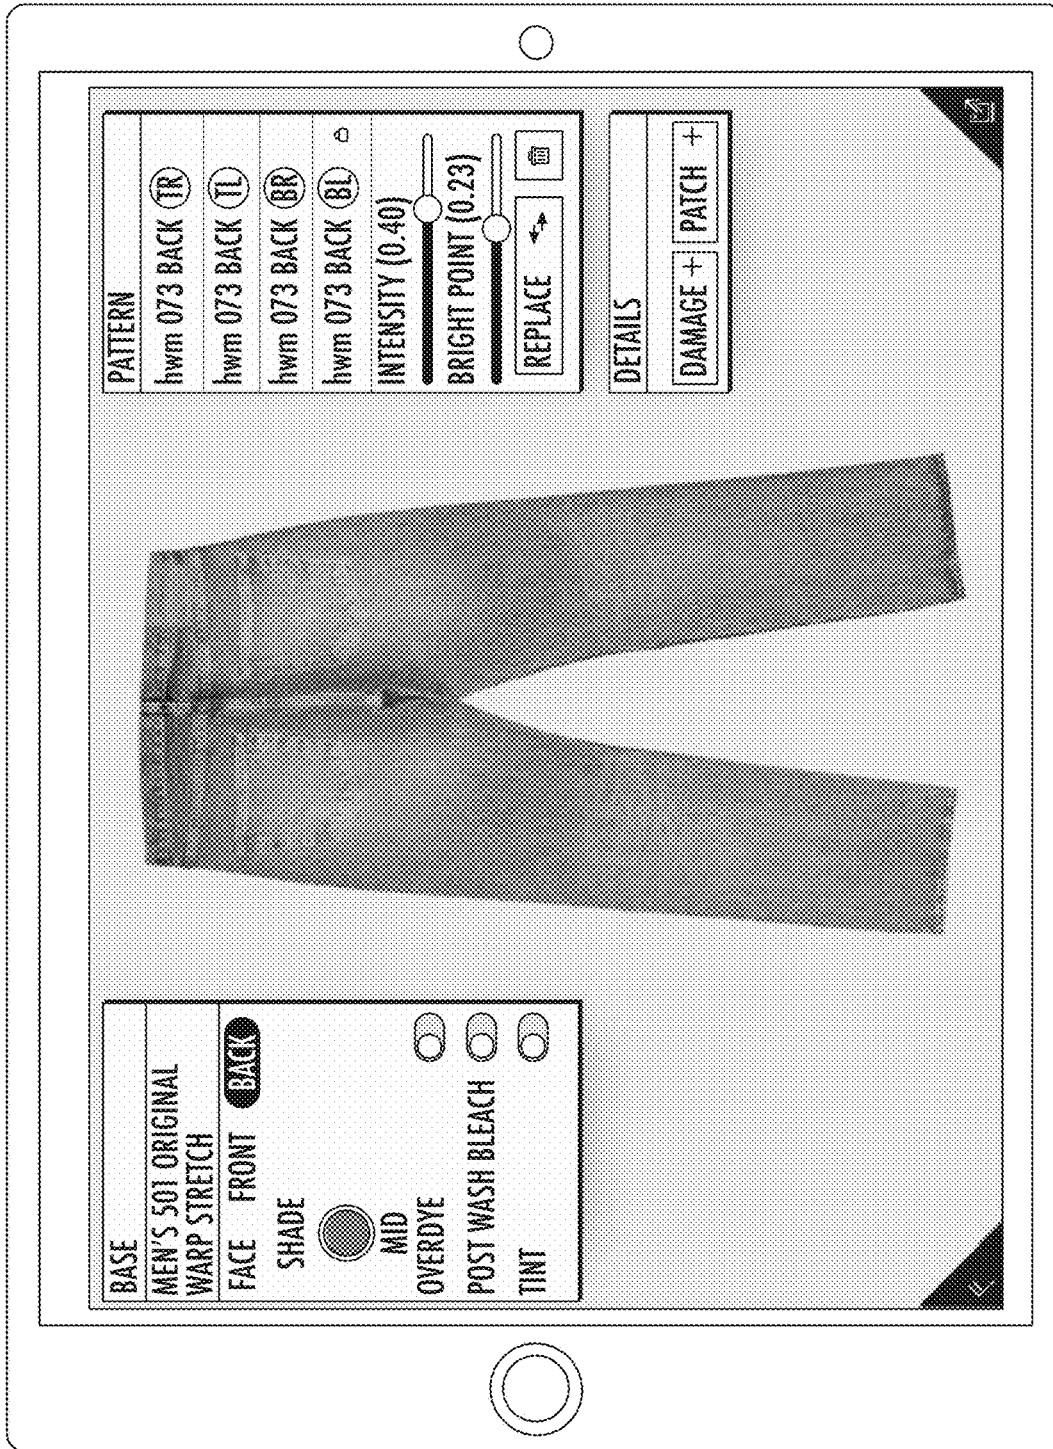 BASE
MEN'S 501 ORIGINAL
WARP STRETCH
FACE FRONT BACK
SHADE
MID
OVERDYE
POST WASH BLEACH
TINT
PATTERN
hwm 073 BACK TR
hwm 073 BACK TL
hwm 073 BACK BR
hwm 073 BACK BL
INTENSITY (0.40)
BRIGHT POINT (0.23)
REPLACE
DETAILS
DAMAGE + PATCH +